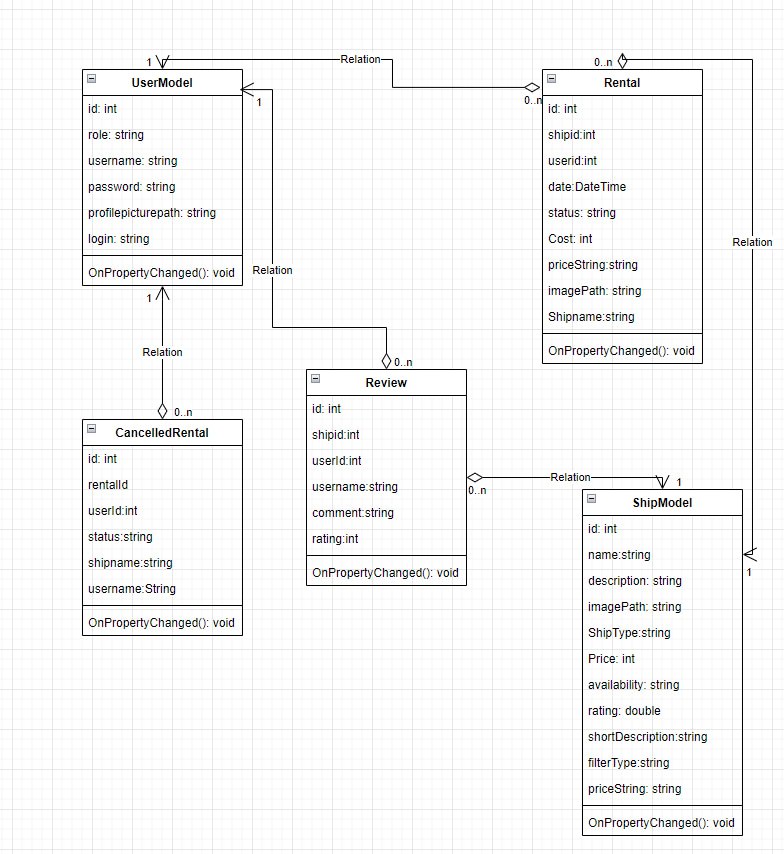 1
Relation
0..n
UserModel
id: int
role: string
username: string
password: string
profilepicturepath: string
login: string
OnPropertyChanged(): void
1
0..n
Rental
id: int
shipid:int
userid:int
date:DateTime
status: string
Cost: int
priceString:string
imagePath: string
Shipname:string
OnPropertyChanged(): void
Relation
Relation
1
Relation
0..n
CancelledRental
id: int
rentalId
userId:int
status:string
shipname:string
username:String
OnPropertyChanged(): void
0..n
Review
id: int
shipid:int
userId:int
username:string
comment:string
rating:int
OnPropertyChanged(): void
0..n
Relation
1
1
ShipModel
id: int
name:string
description: string
imagePath: string
ShipType:string
Price: int
availability: string
rating: double
shortDescription:string
filterType:string
priceString: string
OnPropertyChanged(): void